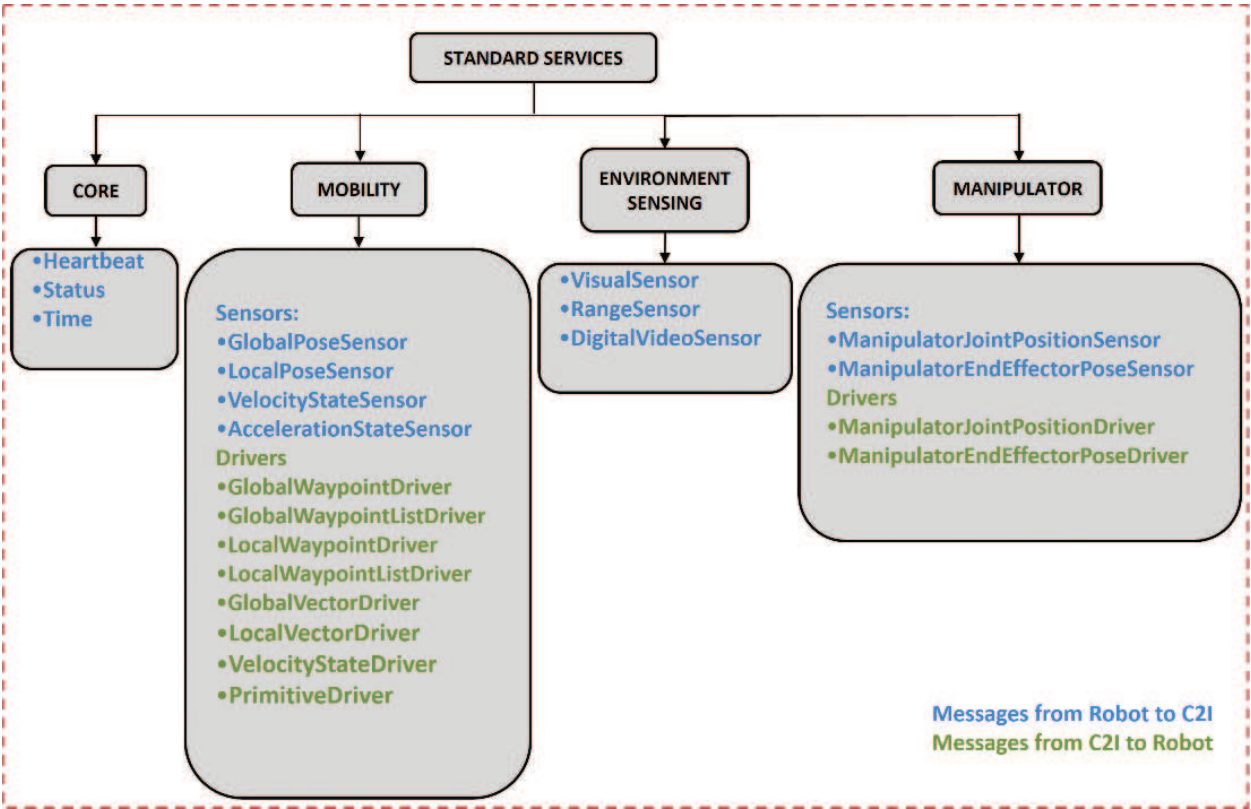 STANDARD SERVICES
CORE
MOBILITY
ENVIRONMENT
SENSING
MANIPULATOR
•Heartbeat
•Status
•Time
Sensors:
•GlobalPoseSensor
•LocalPoseSensor
•VelocityStateSensor
•AccelerationStateSensor
Drivers
•GlobalWaypointDriver
•GlobalWaypointListDriver
•LocalWaypointDriver
•LocalWaypointListDriver
•GlobalVectorDriver
•LocalVectorDriver
•VelocityStateDriver
•PrimitiveDriver
•VisualSensor
•RangeSensor
•DigitalVideoSensor
Sensors:
•ManipulatorJointPositionSensor
•ManipulatorEndEffectorPoseSensor
Drivers
•ManipulatorJointPositionDriver
•ManipulatorEndEffectorPoseDriver
Messages from Robot to C2I
Messages from C2I to Robot